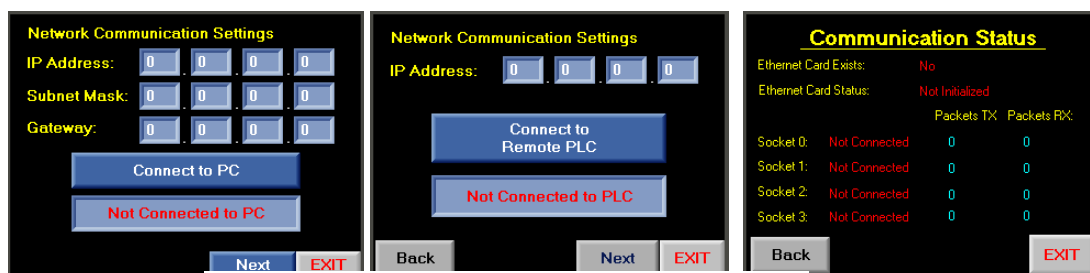 Network Communication Settings
IP Address: 0 . 0 . 0 . 0
Subnet Mask: 0 . 0 . 0 . 0
Gateway: 0 . 0 . 0 . 0
Connect to PC
Not Connected to PC
Next EXIT
Network Communication Settings
IP Address: 0 . 0 . 0 . 0
Connect to
Remote PLC
Not Connected to PLC
Back Next EXIT
Communication Status
Ethernet Card Exists: No
Ethernet Card Status: Not Initialized
Packets TX Packets RX:
Socket 0: Not Connected 0 0
Socket 1: Not Connected 0 0
Socket 2: Not Connected 0 0
Socket 3: Not Connected 0 0
Back EXIT